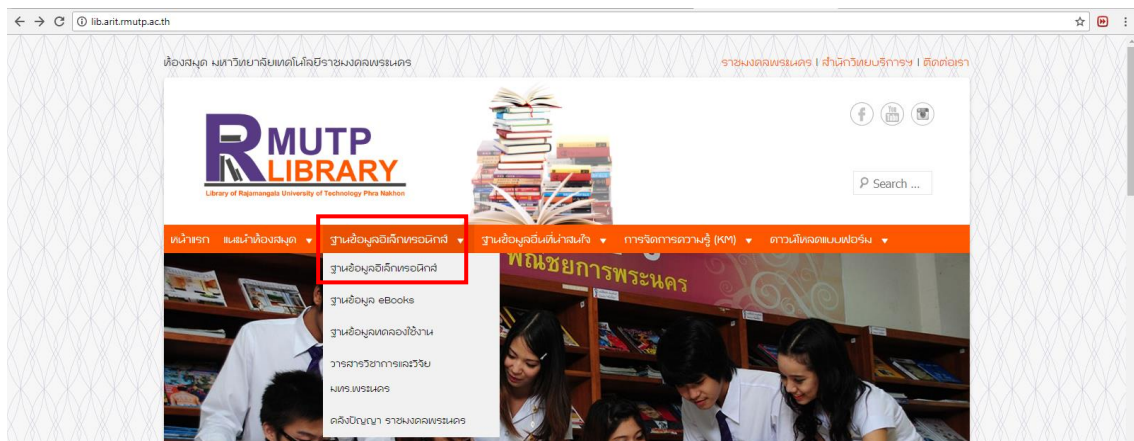 lib.arit.rmutp.ac.th
ห้องสมุด มหาวิทยาลัยเทคโนโลยีราชมงคลพระนคร
ราชมงคลพระนคร | สำนักวิทยบริการฯ | ติดต่อเรา
RMUTP
LIBRARY
Library of Rajamangala University of Technology Phra Nakhon
You Tube
Search ...
หน้าแรก แนะนำห้องสมุด ฐานข้อมูลอิเล็กทรอนิกส์ ฐานข้อมูลอื่นที่น่าสนใจ การจัดการความรู้ (KM) ดาวน์โหลดแบบฟอร์ม
พณิชยการพระนคร
ฐานข้อมูลอิเล็กทรอนิกส์
ฐานข้อมูล eBooks
ฐานข้อมูลทดลองใช้งาน
วารสารวิชาการและวิจัย
มทร.พระนคร
คลังปัญญา ราชมงคลพระนคร